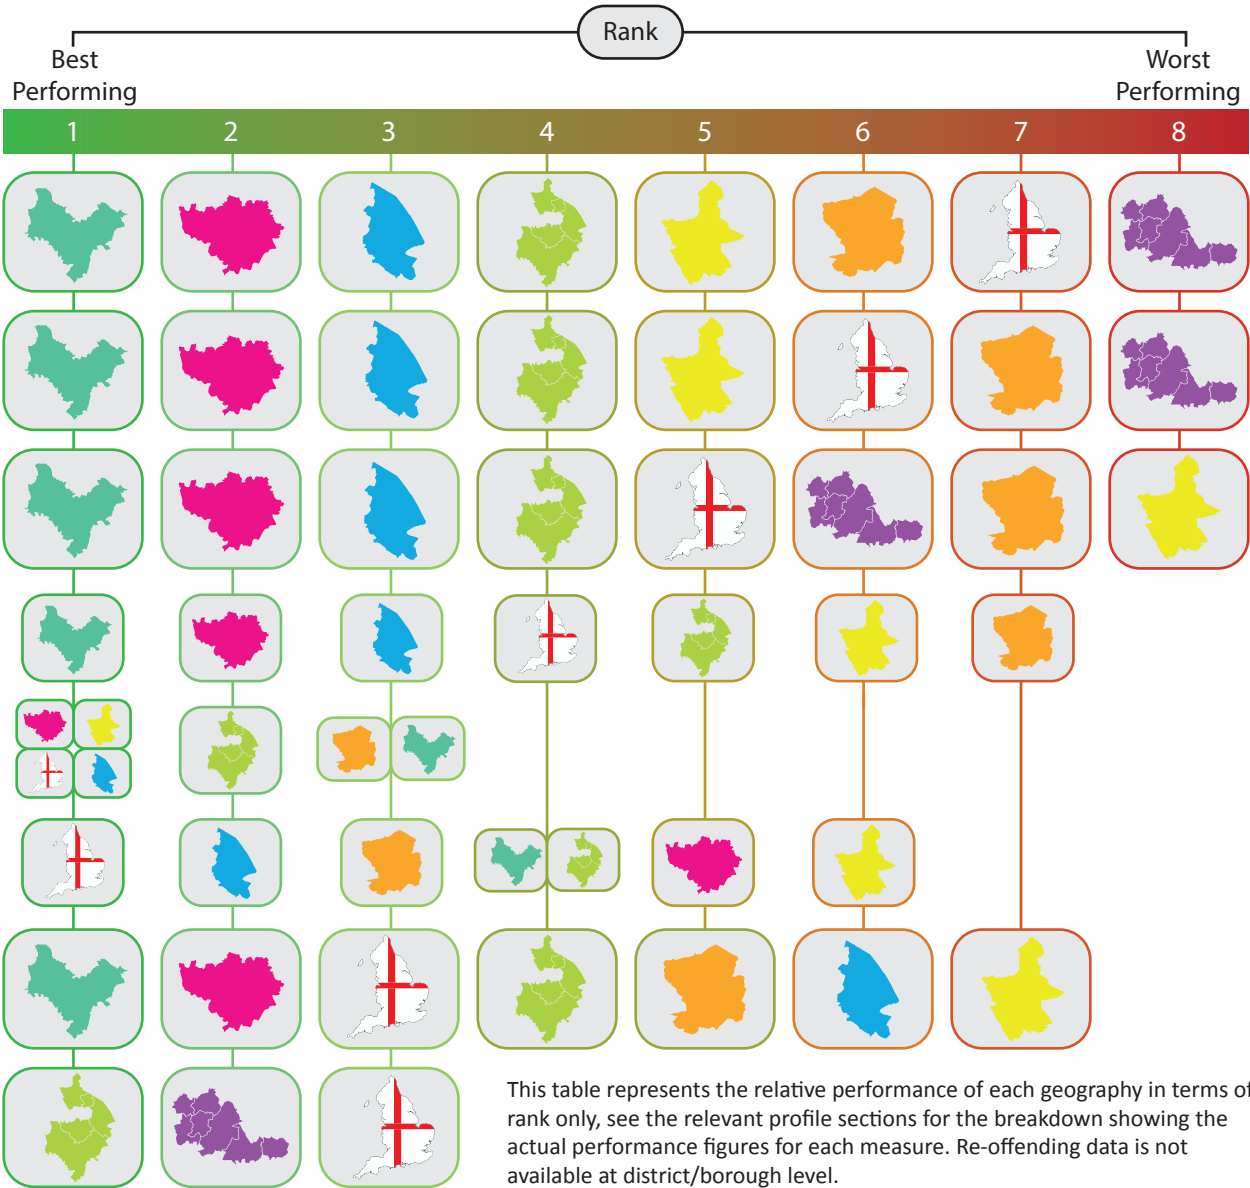 Rank
Best
Performing
Worst
Performing
1 2 3 4 5 6 7 8
This table represents the relative performance of each geography in terms of
rank only, see the relevant profile sections for the breakdown showing the
actual performance figures for each measure. Re-offending data is not
available at district/borough level.